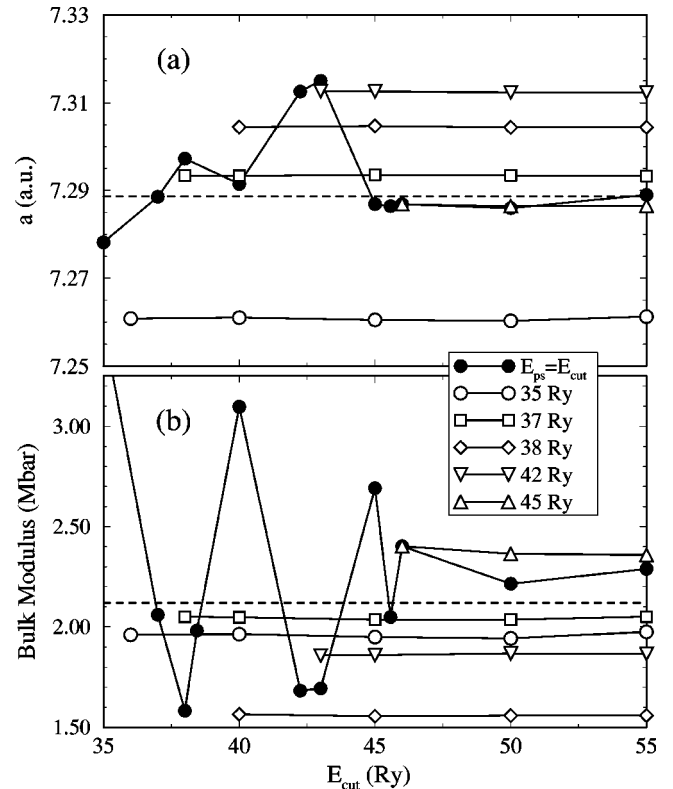 7.33
(a)
7.31
a (a.u.)
7.29
7.27
7.25
E_ps=E_cut
35 Ry
37 Ry
38 Ry
42 Ry
45 Ry
(b)
3.00
Bulk Modulus (Mbar)
2.50
2.00
1.50
35
40
45
50
55
E_cut (Ry)